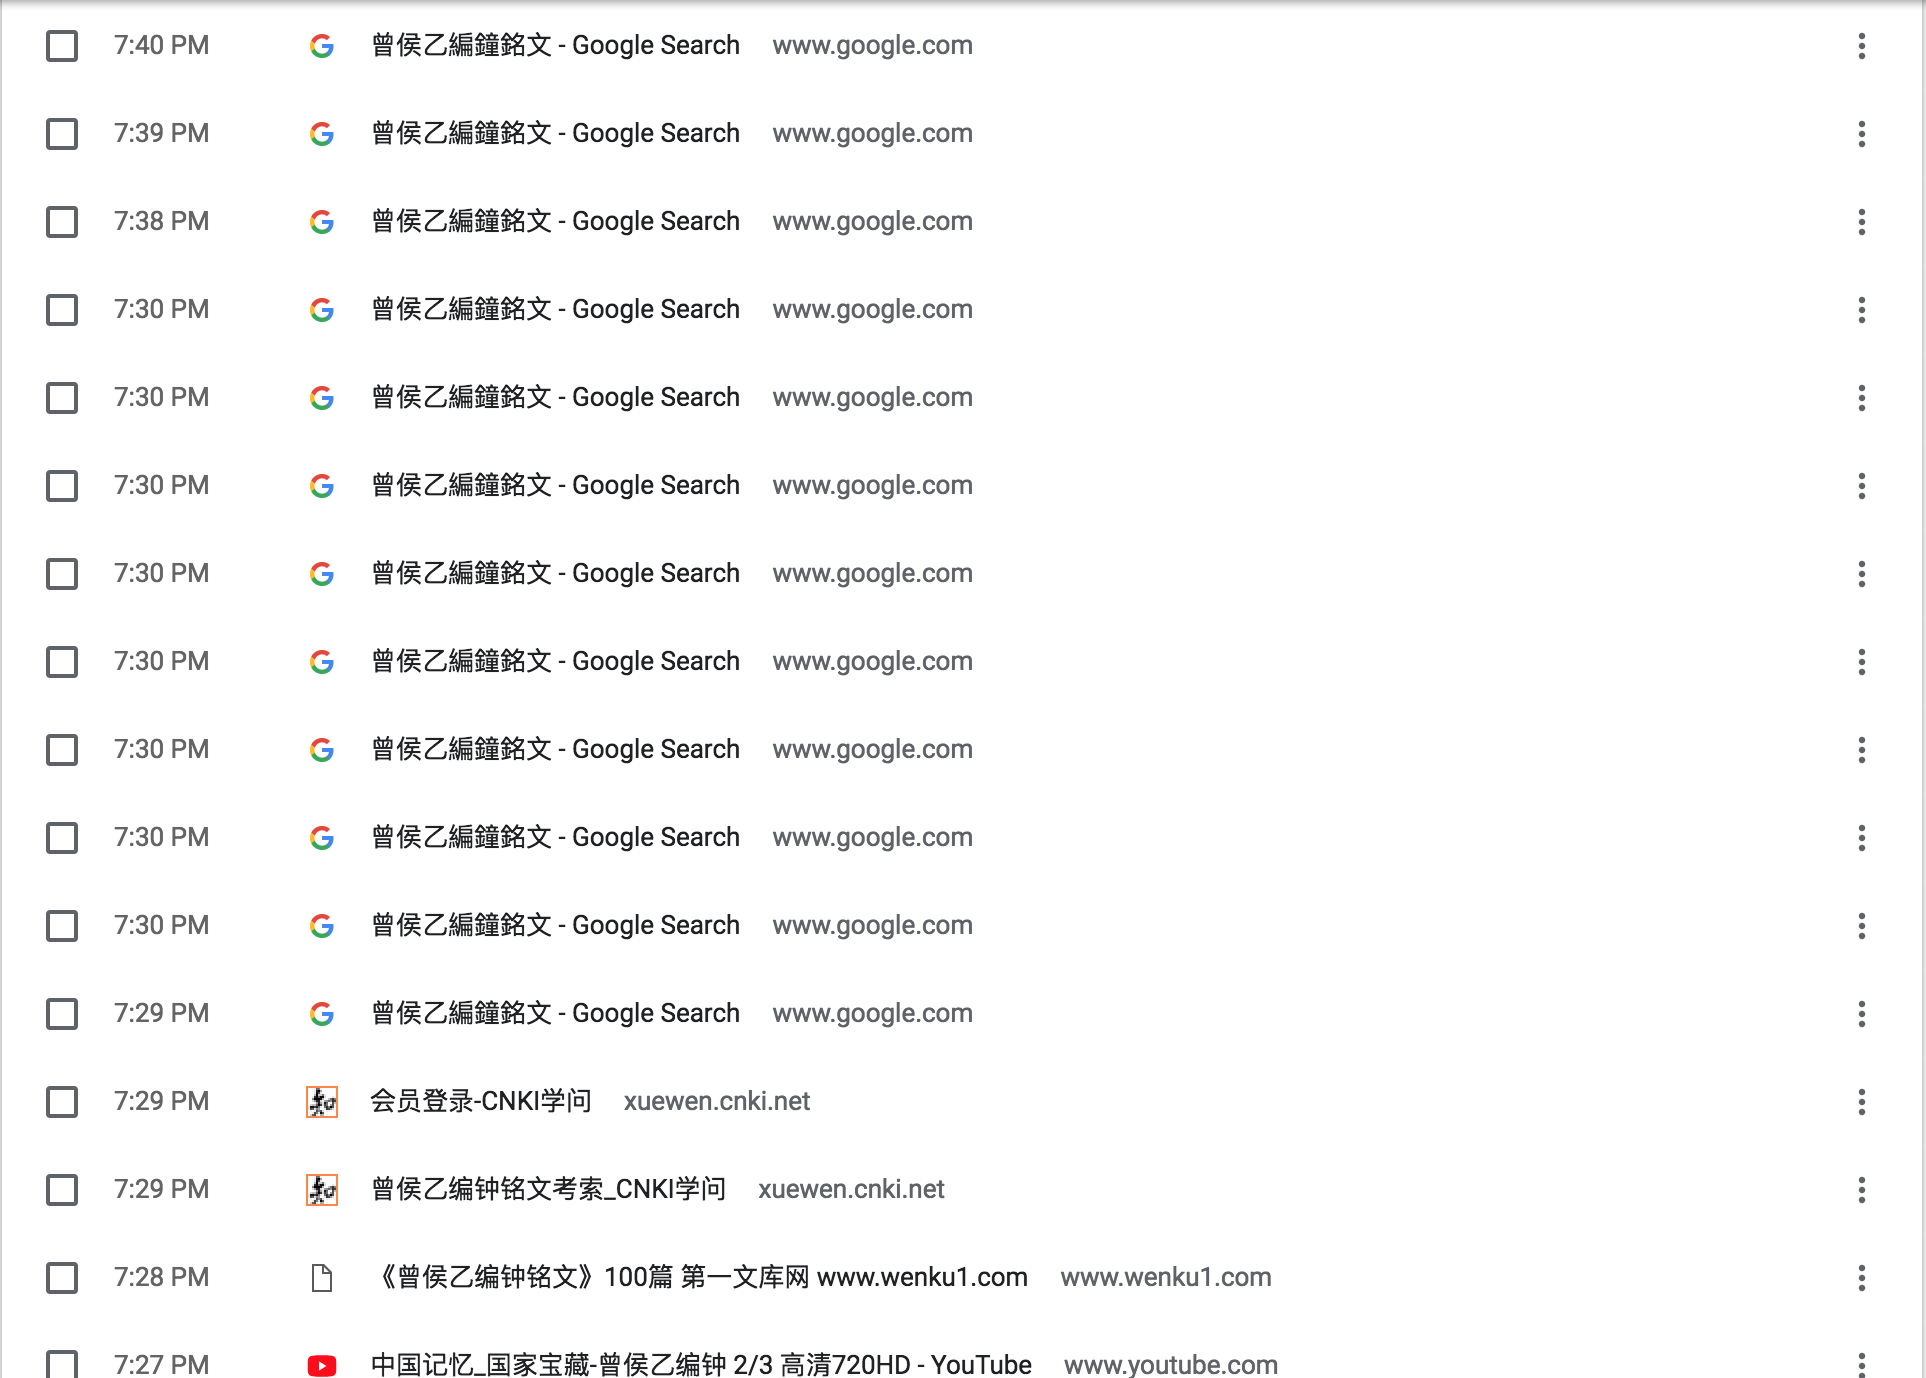 7:40 PM 曾侯乙編鐘銘文 - Google Search www.google.com
7:39 PM 曾侯乙編鐘銘文 - Google Search www.google.com
7:38 PM 曾侯乙編鐘銘文 - Google Search www.google.com
7:30 PM 曾侯乙編鐘銘文 - Google Search www.google.com
7:30 PM 曾侯乙編鐘銘文 - Google Search www.google.com
7:30 PM 曾侯乙編鐘銘文 - Google Search www.google.com
7:30 PM 曾侯乙編鐘銘文 - Google Search www.google.com
7:30 PM 曾侯乙編鐘銘文 - Google Search www.google.com
7:30 PM 曾侯乙編鐘銘文 - Google Search www.google.com
7:30 PM 曾侯乙編鐘銘文 - Google Search www.google.com
7:30 PM 曾侯乙編鐘銘文 - Google Search www.google.com
7:29 PM 曾侯乙編鐘銘文 - Google Search www.google.com
7:29 PM 会员登录-CNKI学问 xuewen.cnki.net
7:29 PM 曾侯乙编钟铭文考索_CNKI学问 xuewen.cnki.net
7:28 PM 《曾侯乙编钟铭文》100篇 第一文库网 www.wenku1.com www.wenku1.com
7:27 PM 中国记忆_国家宝藏-曾侯乙编钟 2/3 高清720HD - YouTube www.youtube.com